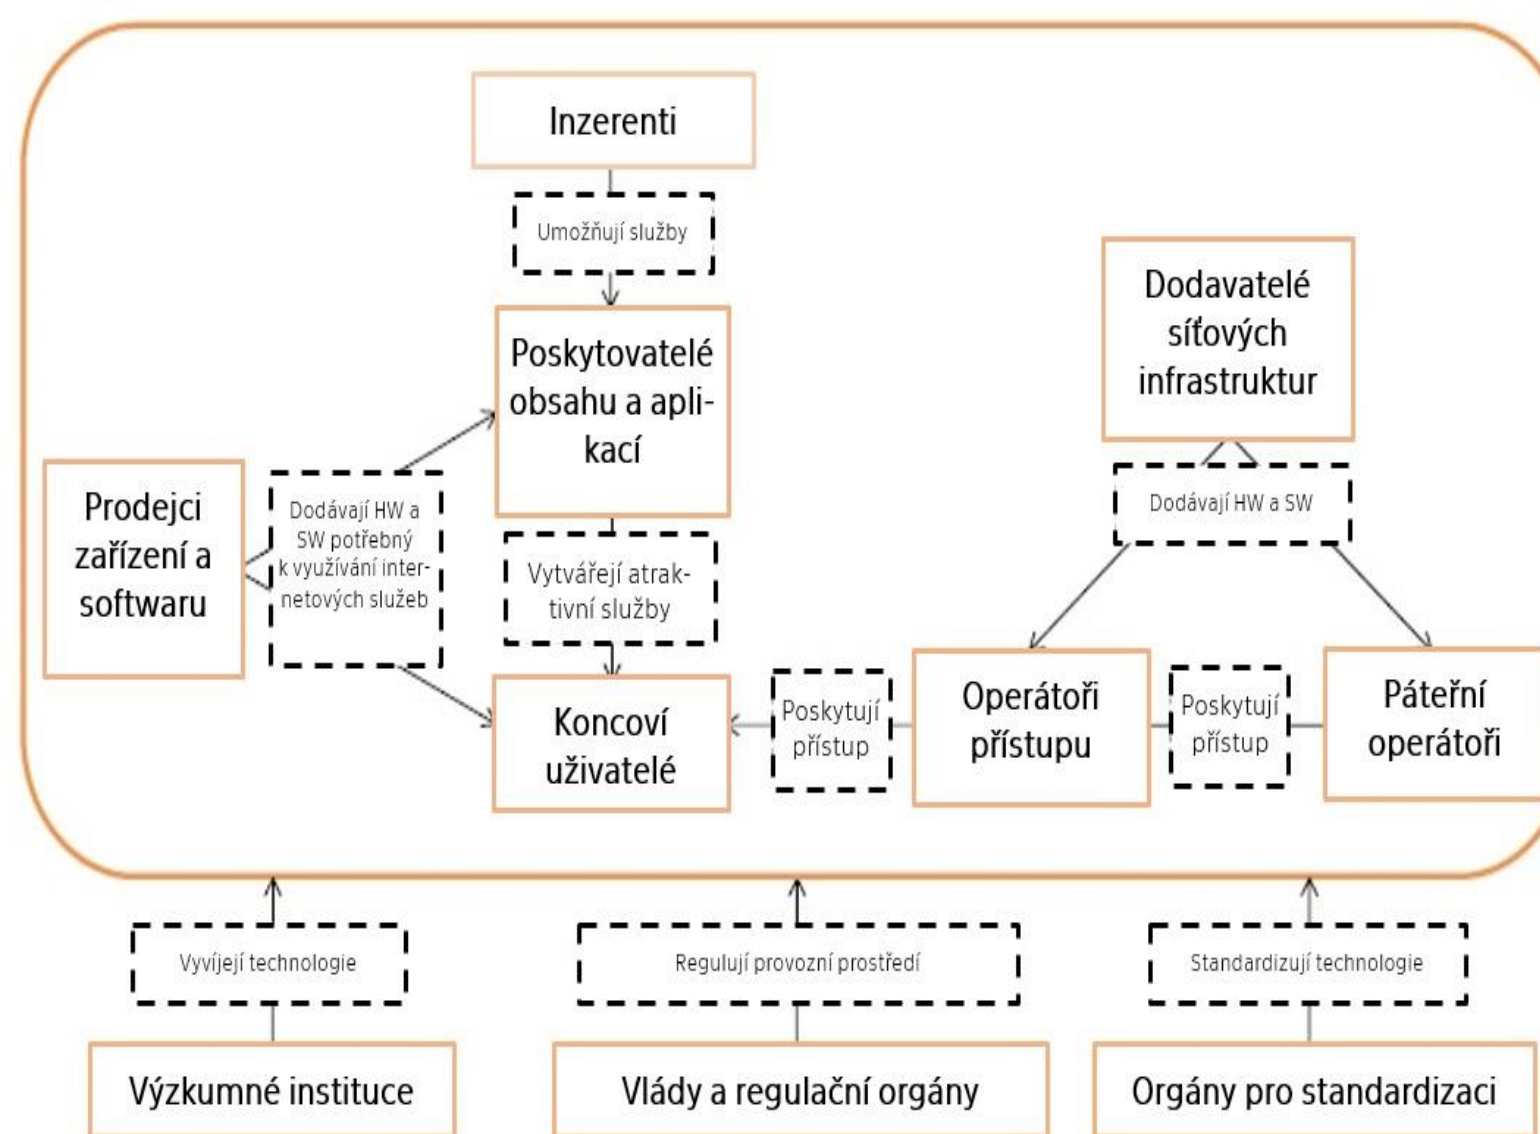 Inzerenti
Umožňují služby
Poskytovatelé
obsahu a apli-
kací
Dodavatelé
síťových
infrastruktur
Dodávají HW a SW
Prodejci
zařízení a
softwaru
Dodávají HW a
SW potřebný
k využívání inter-
netových služeb
Vytvářejí atrak-
tivní služby
Koncoví
uživatelé
Poskytují
přístup
Operátoři
přístupu
Poskytují
přístup
Páteřní
operátoři
Vyvíjejí technologie
Regulují provozní prostředí
Standardizují technologie
Výzkumné instituce
Vlády a regulační orgány
Orgány pro standardizaci